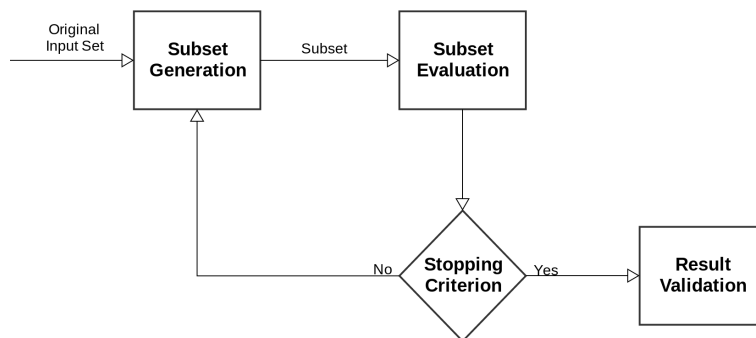 Original
Input Set
Subset
Generation
Subset
Subset
Evaluation
No
Stopping
Criterion
Yes
Result
Validation